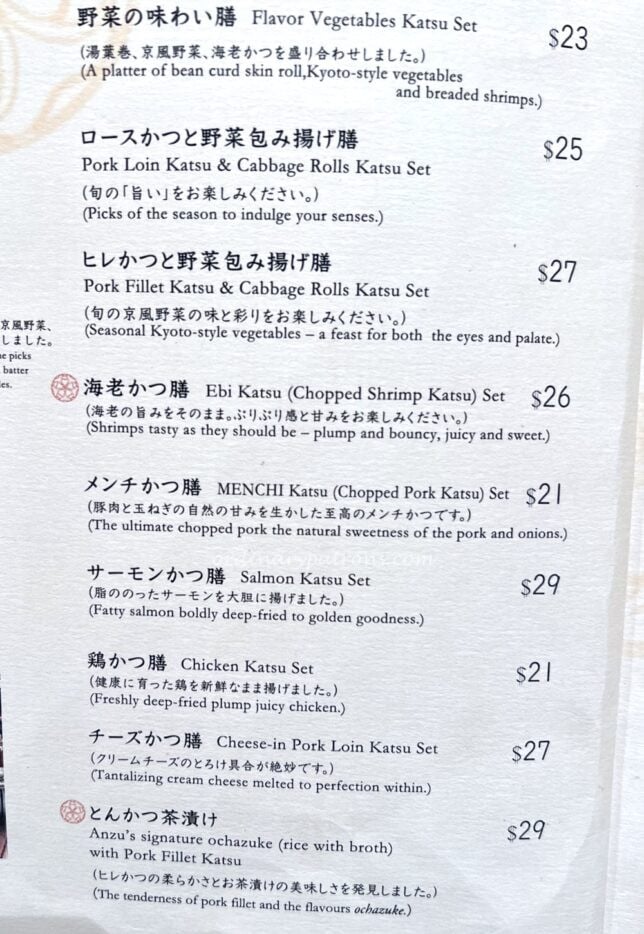 野菜の味わい膳 Flavor Vegetables Katsu Set $23
(湯葉巻、京風野菜、海老かつを盛り合わせしました。)
(A platter of bean curd skin roll,Kyoto-style vegetables
and breaded shrimps.)
ロースかつと野菜包み揚げ膳 $25
Pork Loin Katsu & Cabbage Rolls Katsu Set
(旬の「旨い」をお楽しみください。)
(Picks of the season to indulge your senses.)
ヒレかつと野菜包み揚げ膳 $27
Pork Fillet Katsu & Cabbage Rolls Katsu Set
(旬の京風野菜の味と彩りをお楽しみください。)
(Seasonal Kyoto-style vegetables – a feast for both the eyes and palate.)
京風野菜、
しました。
picks
batter
海老かつ膳 Ebi Katsu (Chopped Shrimp Katsu) Set $26
(海老の旨みをそのまま。ぷりぷり感と甘みをお楽しみください。)
(Shrimps tasty as they should be – plump and bouncy, juicy and sweet.)
メンチかつ膳 MENCHI Katsu (Chopped Pork Katsu) Set $21
(豚肉と玉ねぎの自然の甘みを生かした至高のメンチかつです。)
(The ultimate chopped pork the natural sweetness of the pork and onions.)
サーモンかつ膳 Salmon Katsu Set $29
(脂ののったサーモンを大胆に揚げました。)
(Fatty salmon boldly deep-fried to golden goodness.)
鶏かつ膳 Chicken Katsu Set $21
(健康に育った鶏を新鮮なまま揚げました。)
(Freshly deep-fried plump juicy chicken.)
チーズかつ膳 Cheese-in Pork Loin Katsu Set $27
(クリームチーズのとろけ具合が絶妙です。)
(Tantalizing cream cheese melted to perfection within.)
とんかつ茶漬け $29
Anzu's signature ochazuke (rice with broth)
with Pork Fillet Katsu
(ヒレかつの柔らかさとお茶漬けの美味しさを発見しました。)
(The tenderness of pork fillet and the flavours ochazuke.)